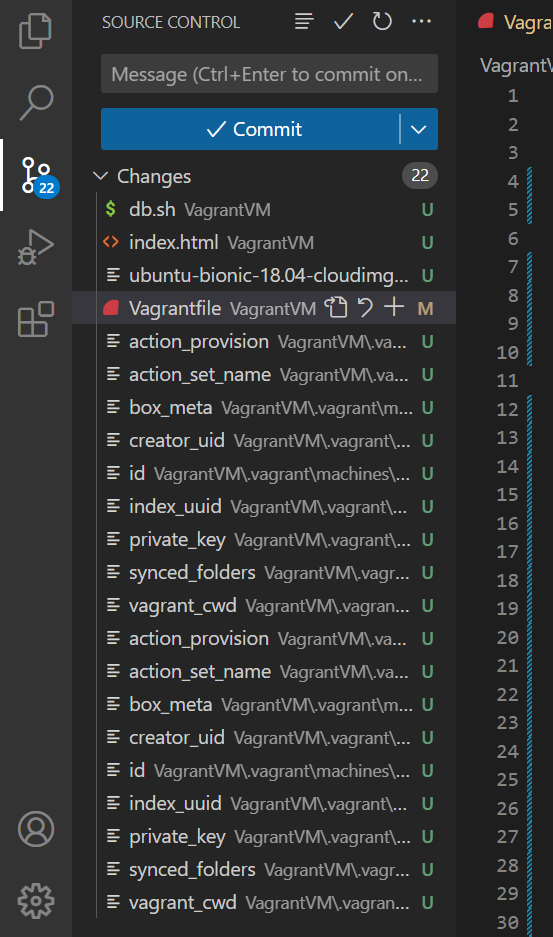 SOURCE CONTROL
Message (Ctrl+Enter to commit on...
Commit
22
Changes 22
$ db.sh VagrantVM U
<> index.html VagrantVM U
ubuntu-bionic-18.04-cloudimg... U
Vagrantfile VagrantVM M
action_provision VagrantVM\.va... U
action_set_name VagrantVM\.va... U
box_meta VagrantVM\.vagrant\m... U
creator_uid VagrantVM\.vagrant\... U
id VagrantVM\.vagrant\machines\... U
index_uuid VagrantVM\.vagrant\... U
private_key VagrantVM\.vagrant\... U
synced_folders VagrantVM\.vagr... U
vagrant_cwd VagrantVM\.vagran... U
action_provision VagrantVM\.va... U
action_set_name VagrantVM\.va... U
box_meta VagrantVM\.vagrant\m... U
creator_uid VagrantVM\.vagrant\... U
id VagrantVM\.vagrant\machines\... U
index_uuid VagrantVM\.vagrant\... U
private_key VagrantVM\.vagrant\... U
synced_folders VagrantVM\.vagr... U
vagrant_cwd VagrantVM\.vagran... U
Vagra
VagrantV
1
2
3
4
5
6
7
8
9
10
11
12
13
14
15
16
17
18
19
20
21
22
23
24
25
26
27
28
29
30